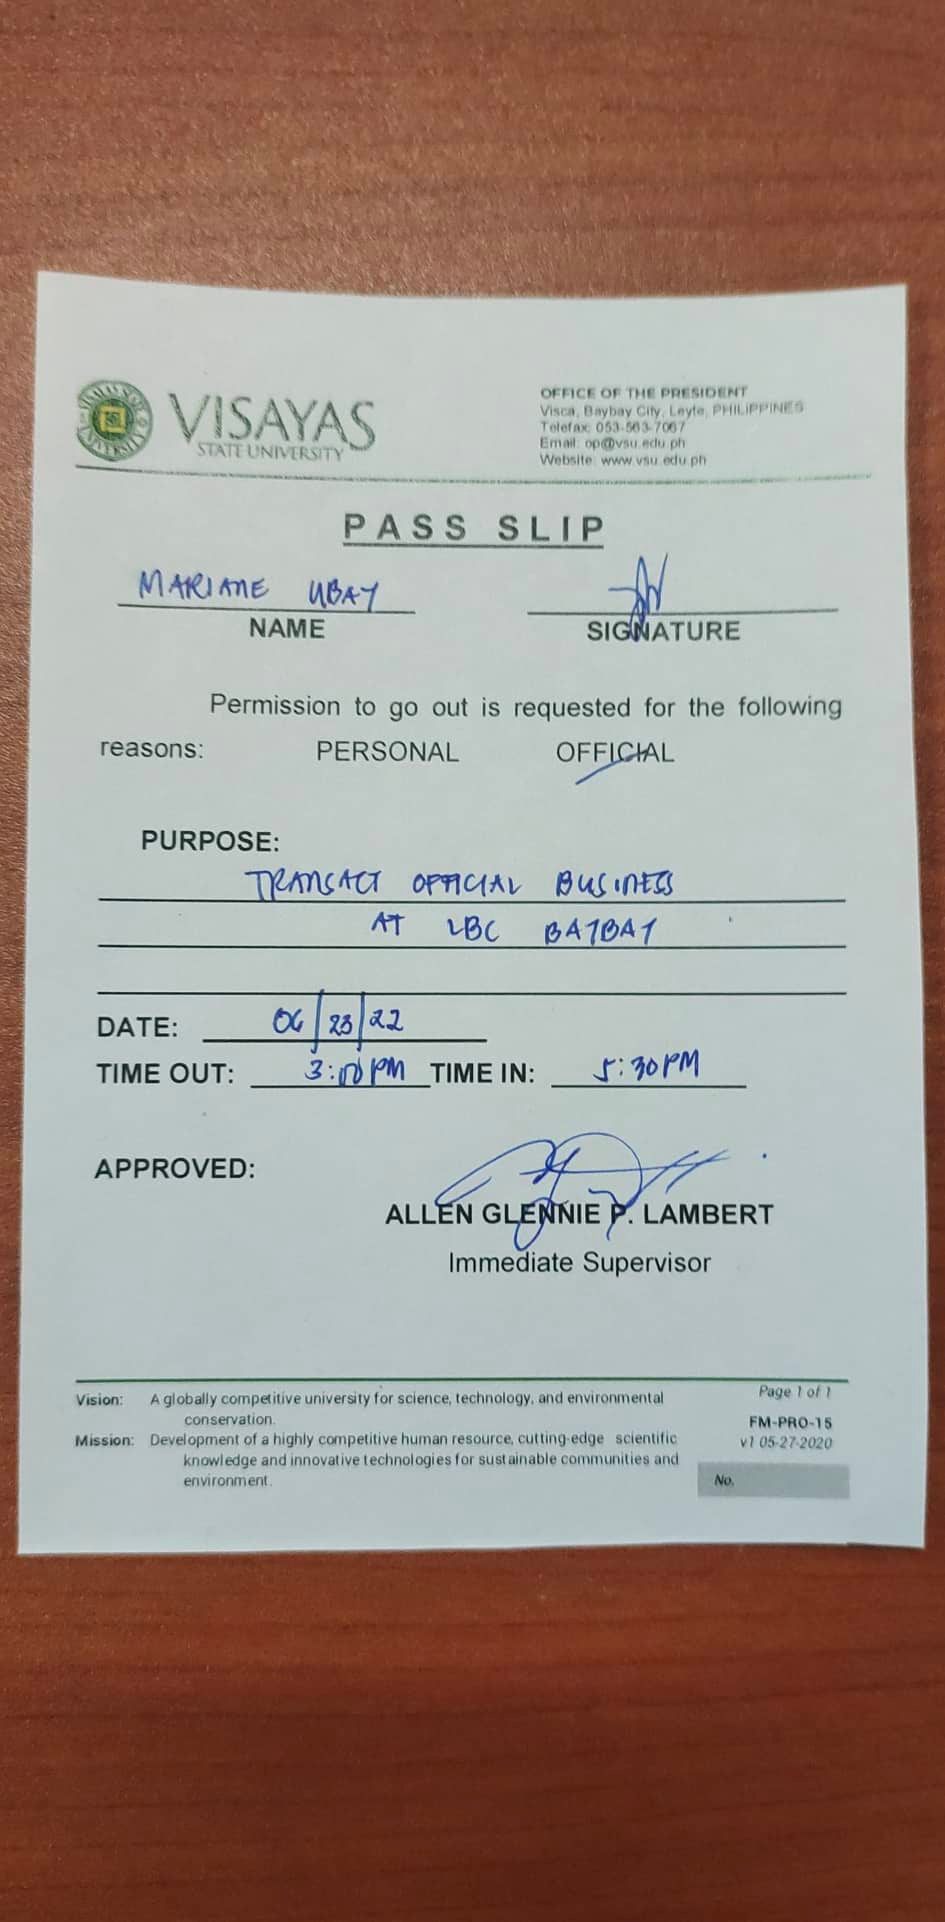 VISAYAS
STATE UNIVERSITY
OFFICE OF THE PRESIDENT
Visca, Baybay City, Leyte, PHILIPPINES
Telefax: 053-563-7067
Email: op@vsu.edu.ph
Website: www.vsu.edu.ph
PASS SLIP
MARIANE UBAY
NAME
SIGNATURE
Permission to go out is requested for the following
reasons: PERSONAL OFFICIAL
PURPOSE:
TRANSACT OFFICIAL BUSINESS
AT LBC BAYBAY
DATE: 06/23/22
TIME OUT: 3:00 PM TIME IN: 5:30 PM
APPROVED:
ALLEN GLENNIE P. LAMBERT
Immediate Supervisor
Vision: A globally competitive university for science, technology, and environmental
conservation.
Mission: Development of a highly competitive human resource, cutting-edge scientific
knowledge and innovative technologies for sustainable communities and
environment.
Page 1 of 1
FM-PRO-15
v1 05-27-2020
No.